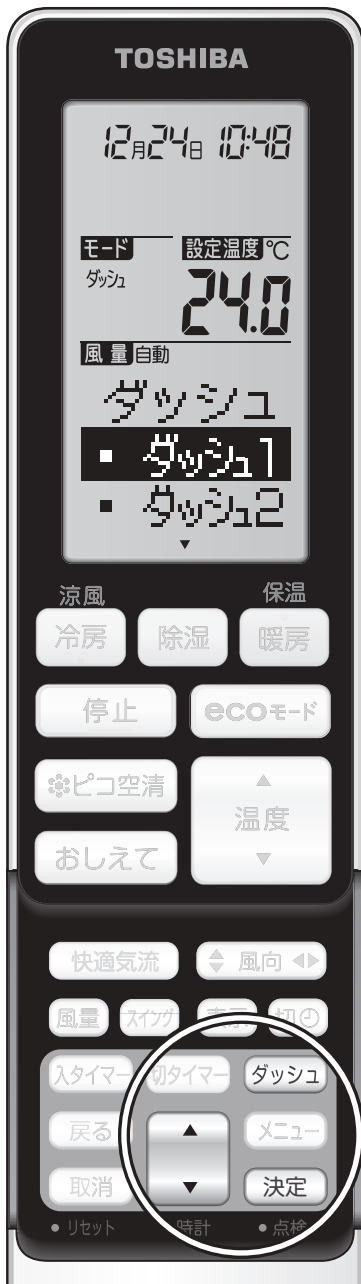 TOSHIBA
12月24日 10:48
モード 設定温度 ℃
ダッシュ 24.0
風量 自動
ダッシュ
■ ダッシュ1
■ ダッシュ2
▼
涼風 保温
冷房 除湿 暖房
停止 ecoモード
ピコ空清 ▲
温度
おしえて ▼
快適気流 風向
風量 スイング 表示 切
入タイマー 切タイマー ダッシュ
戻る ▲ メニュー
取消 ▼ 決定
● リセット 時計 ● 点検